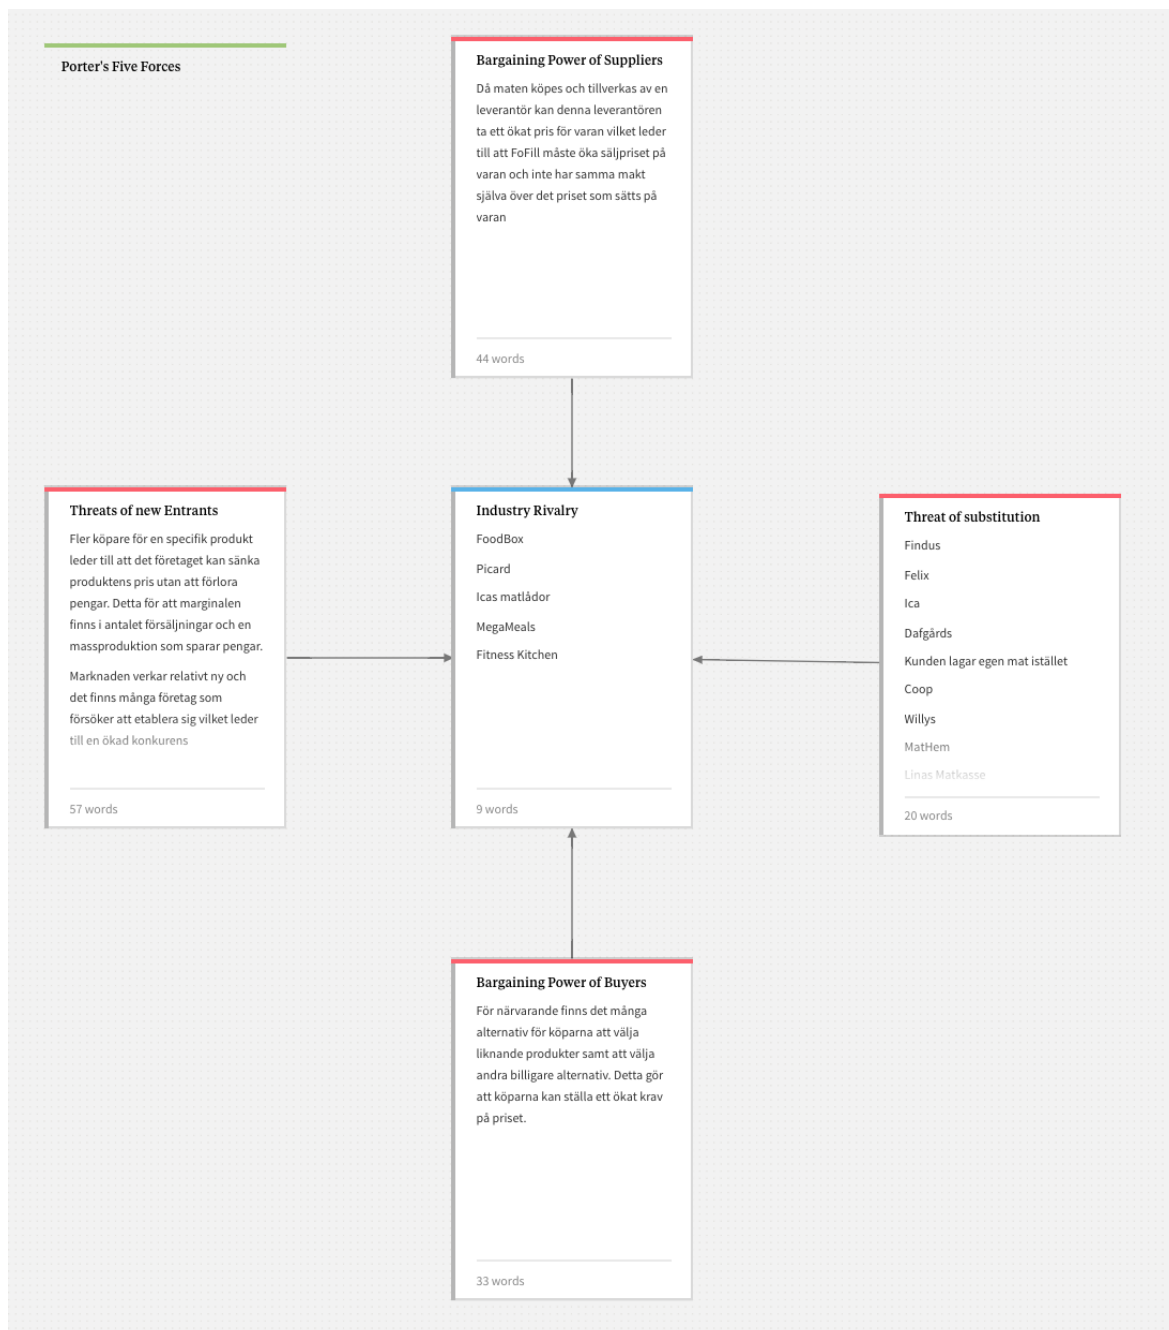 Porter's Five Forces
Bargaining Power of Suppliers
Då maten köpes och tillverkas av en
leverantör kan denna leverantören
ta ett ökat pris för varan vilket leder
till att FoFill måste öka säljpriset på
varan och inte har samma makt
själva över det priset som sätts på
varan
44 words
Threats of new Entrants
Fler köpare för en specifik produkt
leder till att det företaget kan sänka
produktens pris utan att förlora
pengar. Detta för att marginalen
finns i antalet försäljningar och en
massproduktion som sparar pengar.
Marknaden verkar relativt ny och
det finns många företag som
försöker att etablera sig vilket leder
till en ökad konkurens
57 words
Industry Rivalry
FoodBox
Picard
Icas matlådor
MegaMeals
Fitness Kitchen
9 words
Threat of substitution
Findus
Felix
Ica
Dafgårds
Kunden lagar egen mat istället
Coop
Willys
MatHem
Linas Matkasse
20 words
Bargaining Power of Buyers
För närvarande finns det många
alternativ för köparna att välja
liknande produkter samt att välja
andra billigare alternativ. Detta gör
att köparna kan ställa ett ökat krav
på priset.
33 words